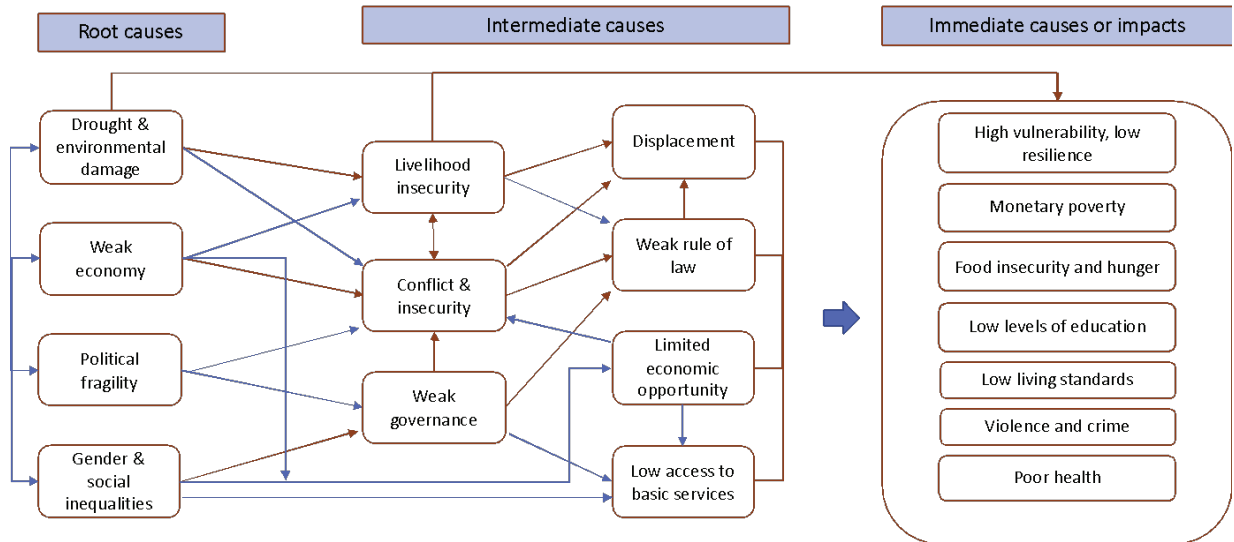 Root causes
Intermediate causes
Immediate causes or impacts
Drought &
environmental
damage
Weak
economy
Political
fragility
Gender &
social
inequalities
Livelihood
insecurity
Conflict &
insecurity
Weak
governance
Displacement
Weak rule of
law
Limited
economic
opportunity
Low access to
basic services
High vulnerability, low
resilience
Monetary poverty
Food insecurity and hunger
Low levels of education
Low living standards
Violence and crime
Poor health